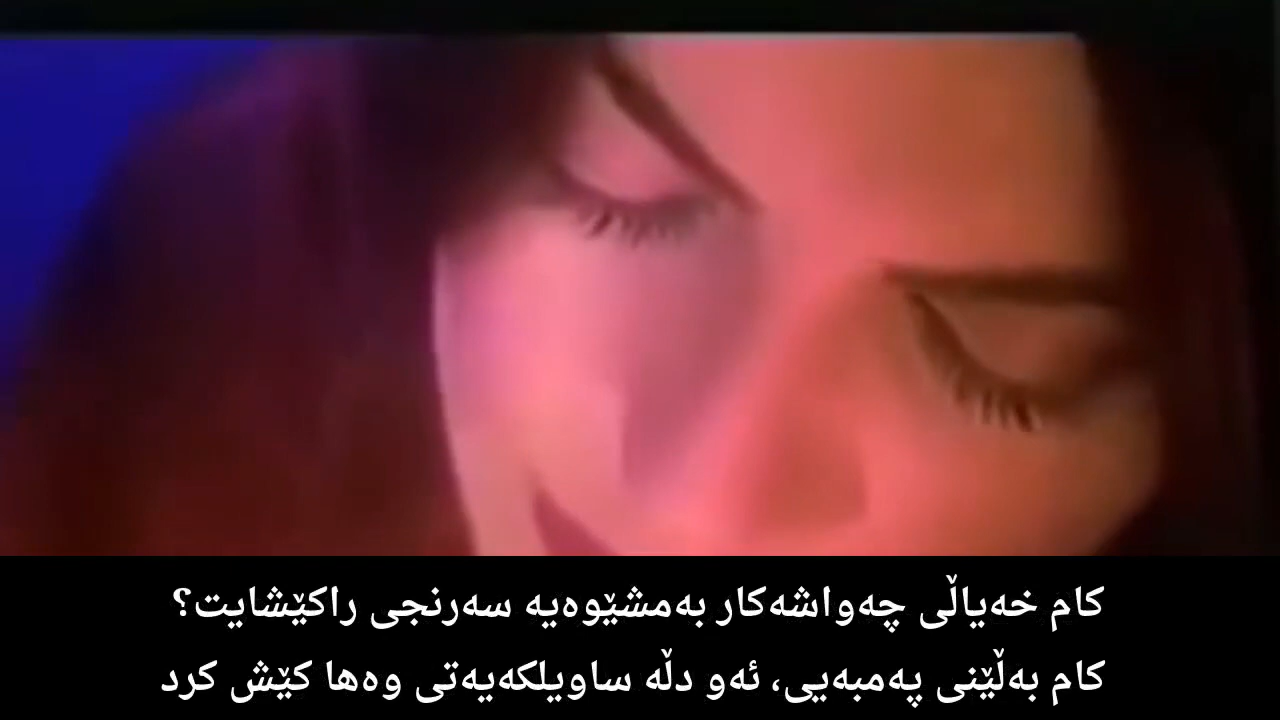 کام خەیاڵی چەواشەکار بەمشێوەیە سەرنجی راکێشایت؟
کام بەڵێنی پەمبەیی، ئەو دڵە ساویلکەیەتی وەها کێش کرد